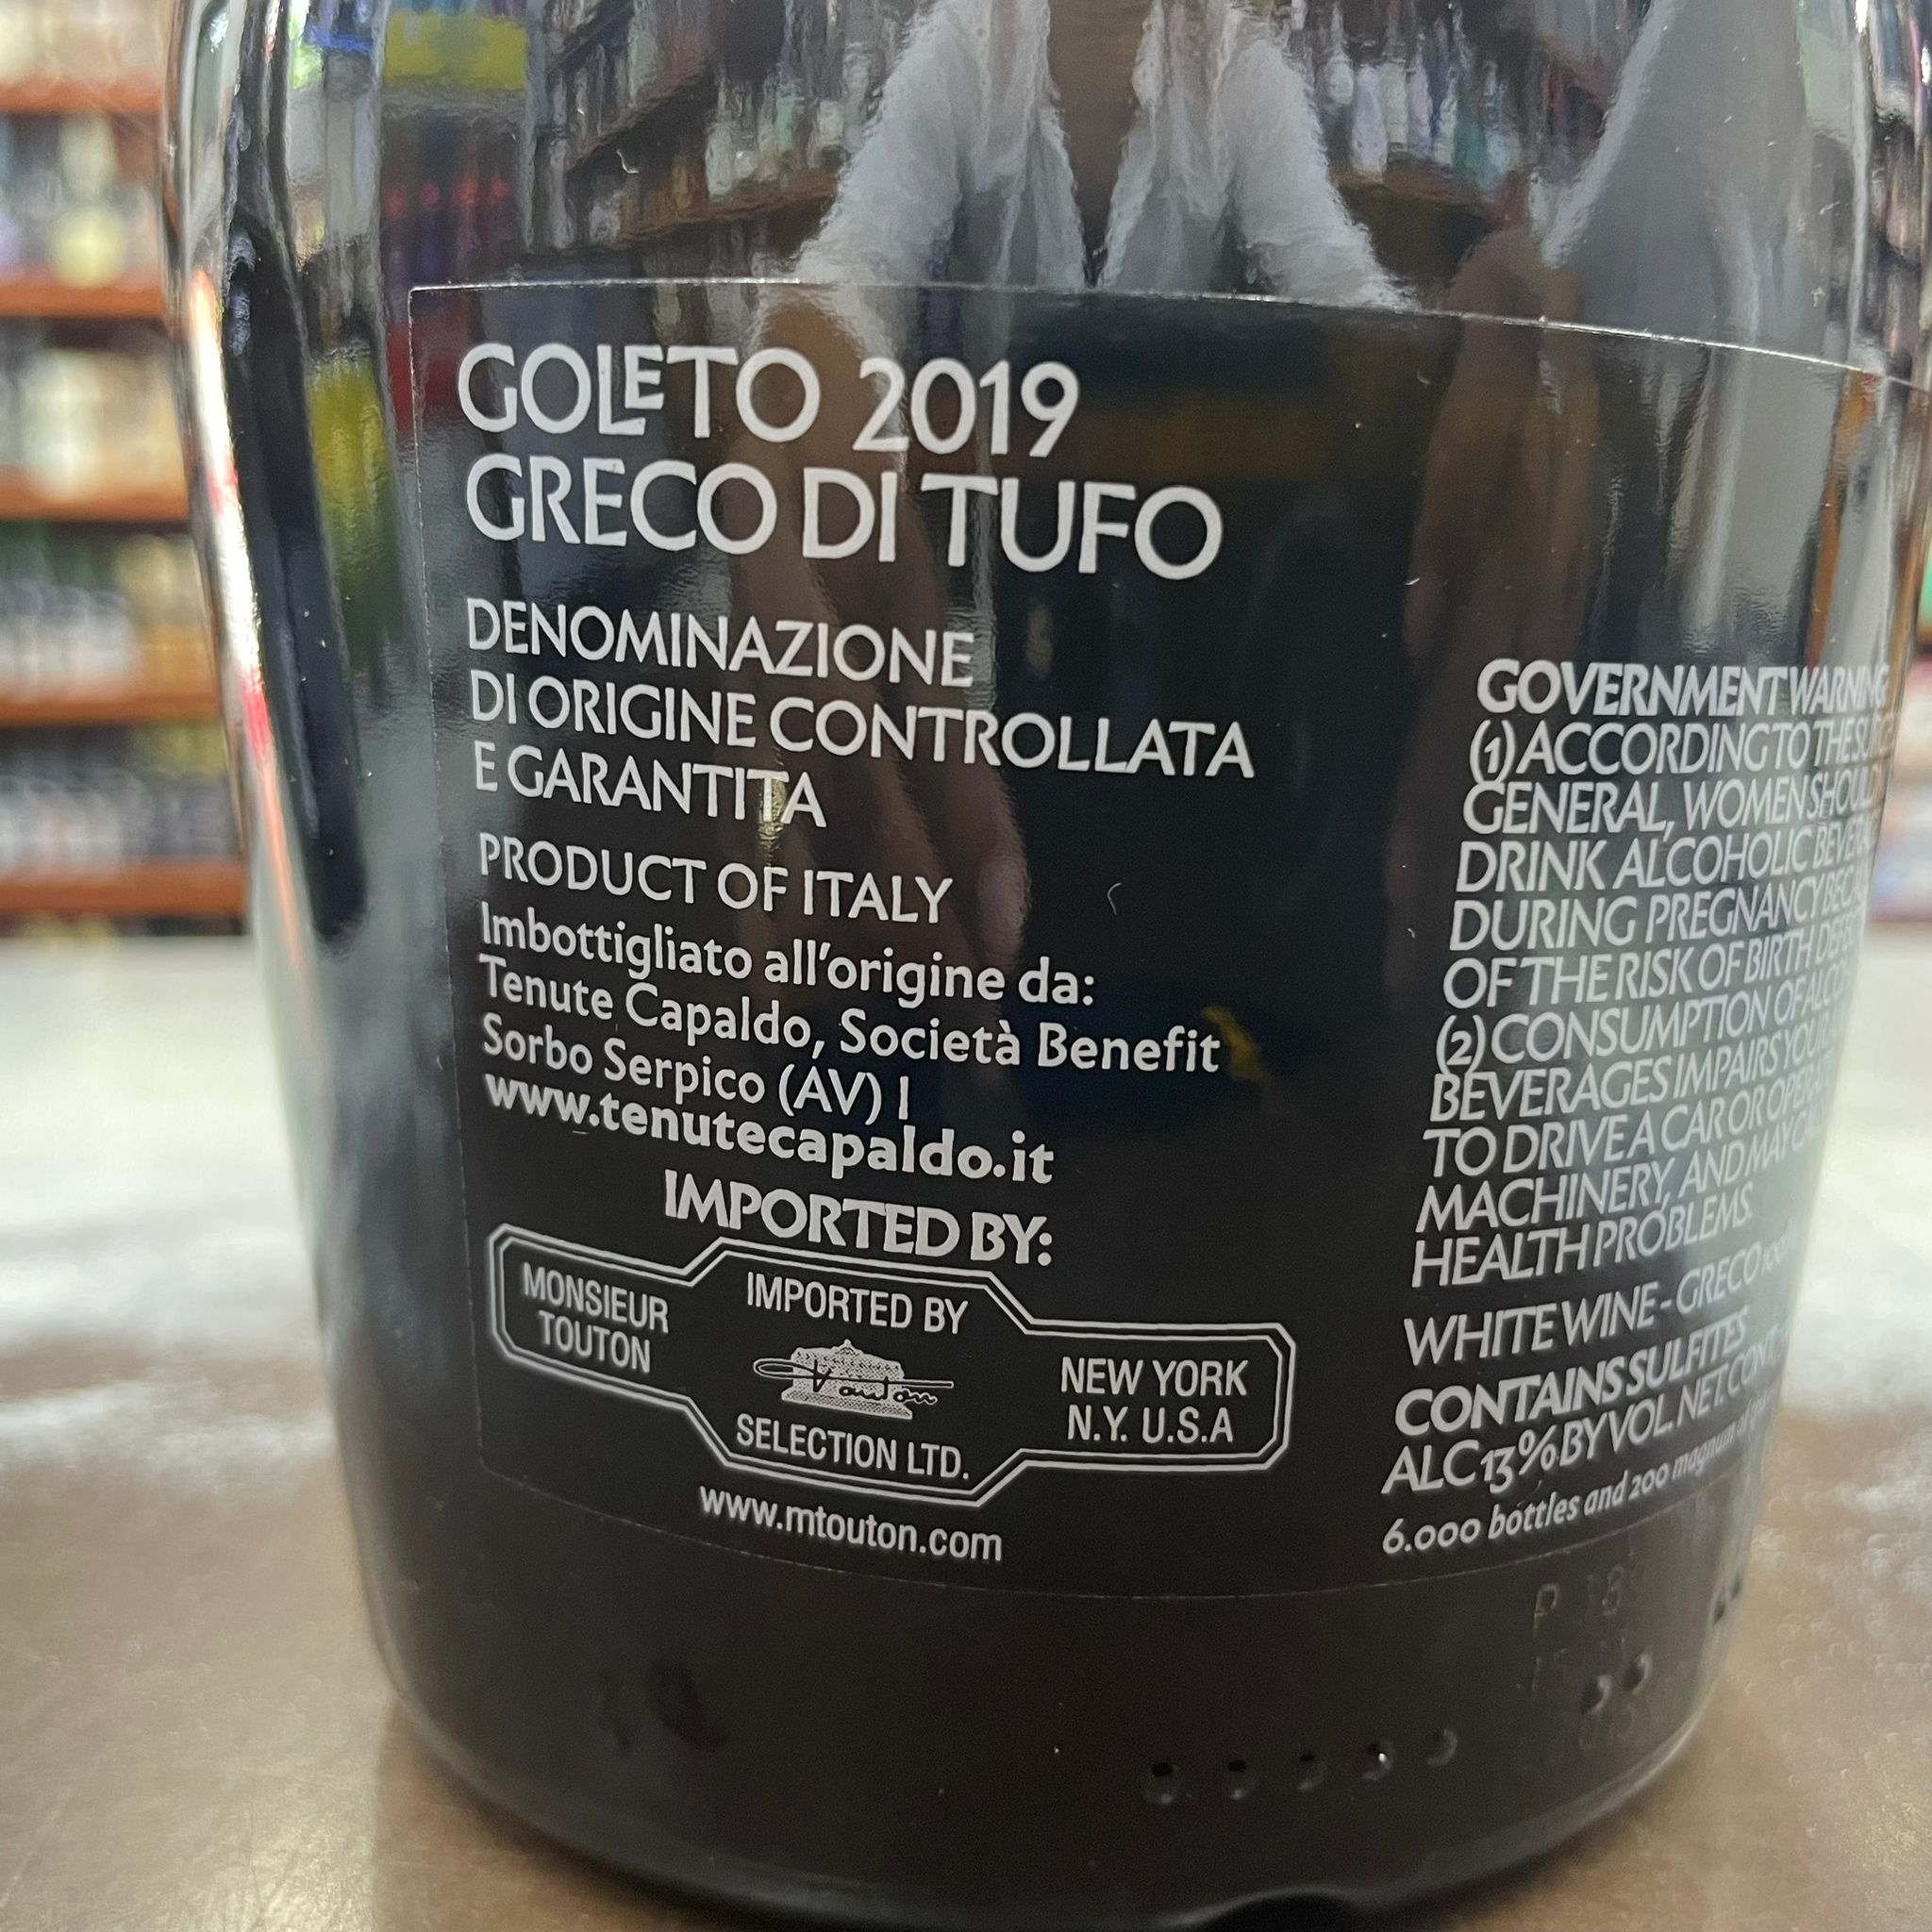 GOLETO 2019
GRECO DI TUFO
DENOMINAZIONE
DI ORIGINE CONTROLLATA
E GARANTITA
PRODUCT OF ITALY
Imbottigliato all'origine da:
Tenute Capaldo, Società Benefit
Sorbo Serpico (AV) I
www.tenutecapaldo.it
IMPORTED BY:
MONSIEUR
TOUTON
IMPORTED BY
Touton
SELECTION LTD.
NEW YORK
N.Y. U.S.A
www.mtouton.com
GOVERNMENT WARNING
(1) ACCORDING TO THE
GENERAL, WOMEN SHOULD
DRINK ALCOHOLIC
DURING PREGNANCY
OF THE RISK OF BIRTH
(2) CONSUMPTION OF
BEVERAGES IMPAIRS YOUR
TO DRIVE A CAR OR
MACHINERY, AND MAY
HEALTH PROBLEMS.
WHITE WINE - GRECO
CONTAINS SULFITES
ALC 13% BY VOL. NET.
6.000 bottles and 200 magnum of